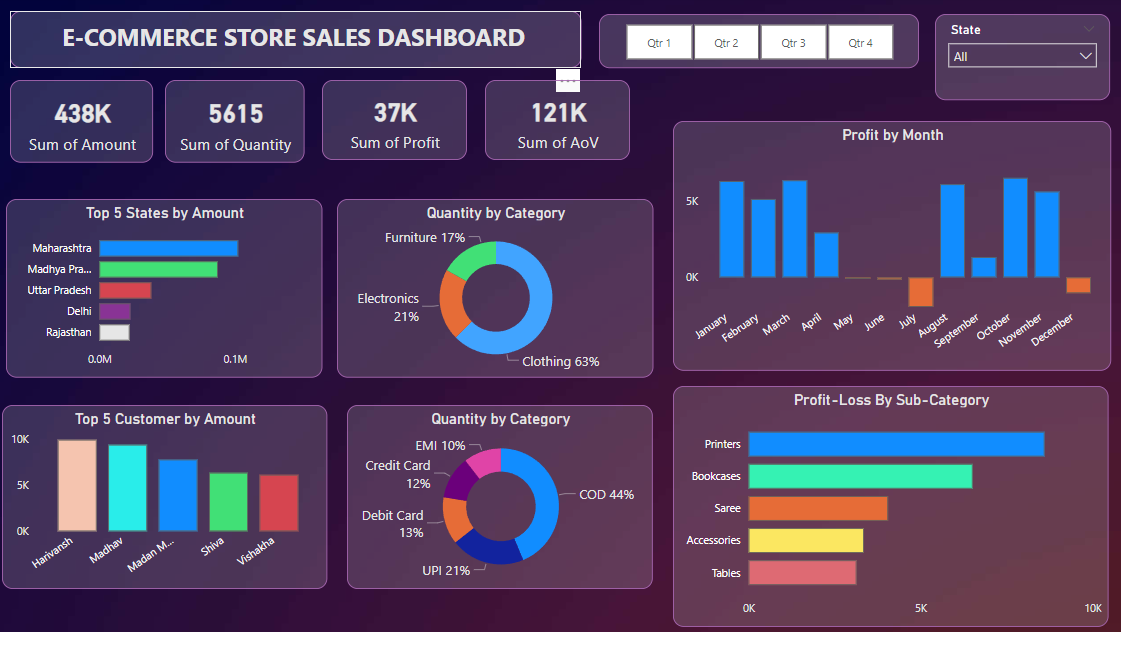 E-COMMERCE STORE SALES DASHBOARD
Qtr 1
Qtr 2
Qtr 3
Qtr 4
State
All
438K
Sum of Amount
5615
Sum of Quantity
37K
Sum of Profit
121K
Sum of AoV
Profit by Month
5K
0K
January
February
March
April
May
June
July
August
September
October
November
December
Top 5 States by Amount
Maharashtra
Madhya Pra...
Uttar Pradesh
Delhi
Rajasthan
0.0M
0.1M
Quantity by Category
Furniture 17%
Electronics
21%
Clothing 63%
Top 5 Customer by Amount
10K
5K
0K
Harivansh
Madhav
Madan M...
Shiva
Vishakha
Quantity by Category
EMI 10%
Credit Card
12%
Debit Card
13%
UPI 21%
COD 44%
Profit-Loss By Sub-Category
Printers
Bookcases
Saree
Accessories
Tables
0K
5K
10K